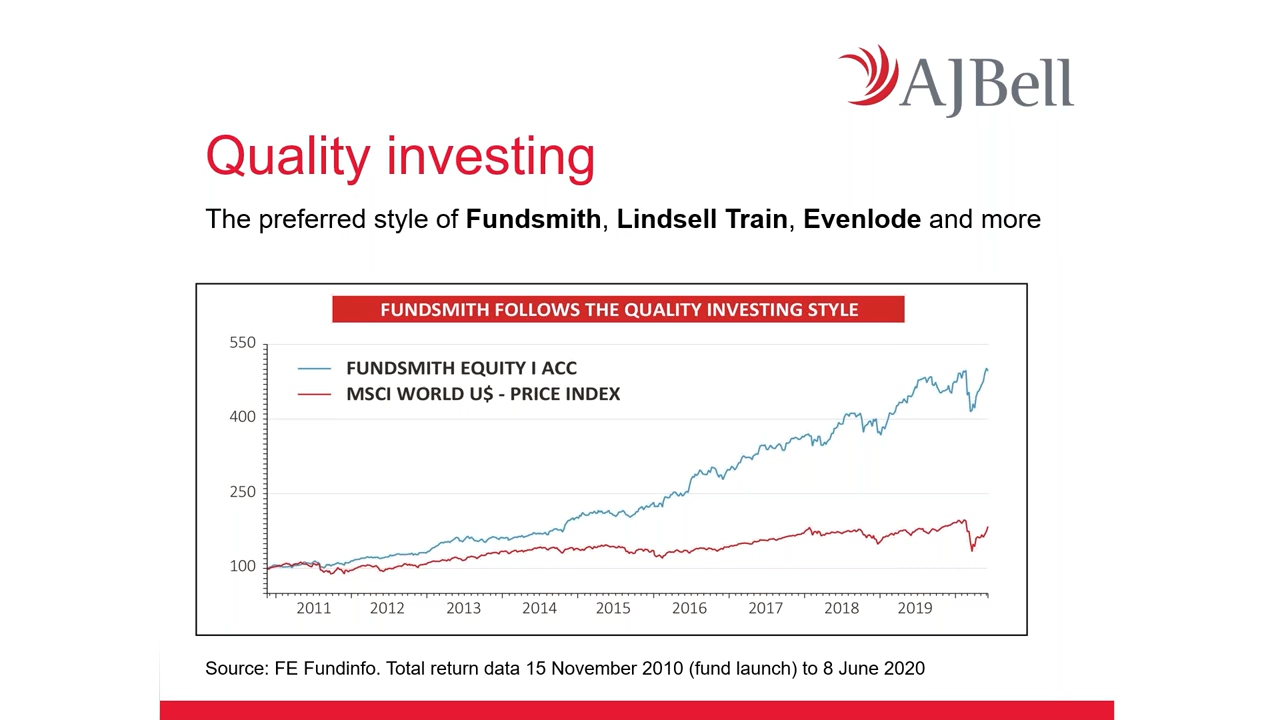 AJBell
Quality investing
The preferred style of Fundsmith, Lindsell Train, Evenlode and more
FUNDSMITH FOLLOWS THE QUALITY INVESTING STYLE
550
FUNDSMITH EQUITY I ACC
MSCI WORLD U$ - PRICE INDEX
400
250
100
2011 2012 2013 2014 2015 2016 2017 2018 2019
Source: FE Fundinfo. Total return data 15 November 2010 (fund launch) to 8 June 2020